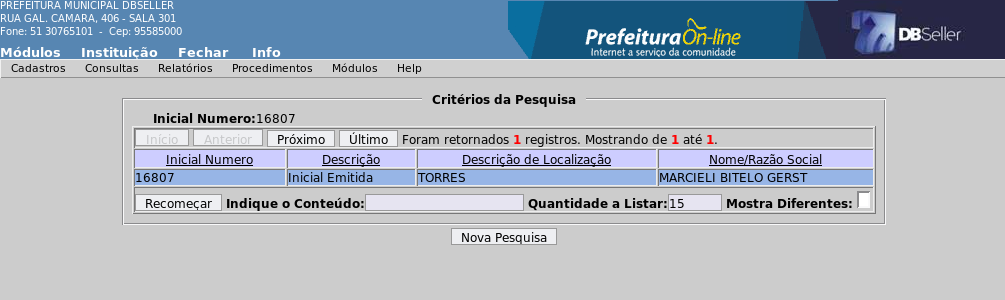 PREFEITURA MUNICIPAL DBSELLER
RUA GAL. CAMARA, 406 - SALA 301
Fone: 51 30765101 - Cep: 95585000
Prefeitura On-line
Internet a serviço da comunidade
DBSeller
Módulos Instituição Fechar Info
Cadastros Consultas Relatórios Procedimentos Módulos Help
Critérios da Pesquisa
Inicial Numero:16807
Início Anterior Próximo Último Foram retornados 1 registros. Mostrando de 1 até 1.
Inicial Numero Descrição Descrição de Localização Nome/Razão Social
16807 Inicial Emitida TORRES MARCIELI BITELO GERST
Recomeçar Indique o Conteúdo: Quantidade a Listar:15 Mostra Diferentes:
Nova Pesquisa